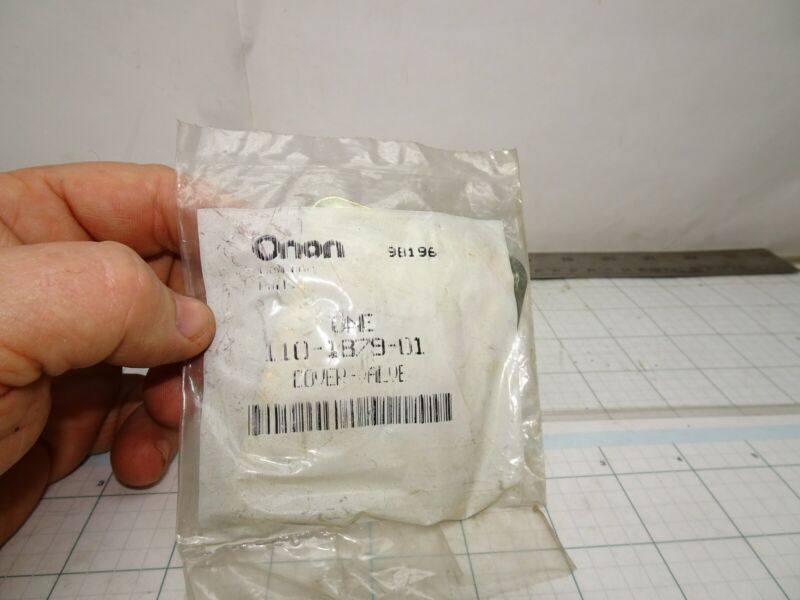 Onan 98196
ONE
110-1879-01
COVER-VALVE